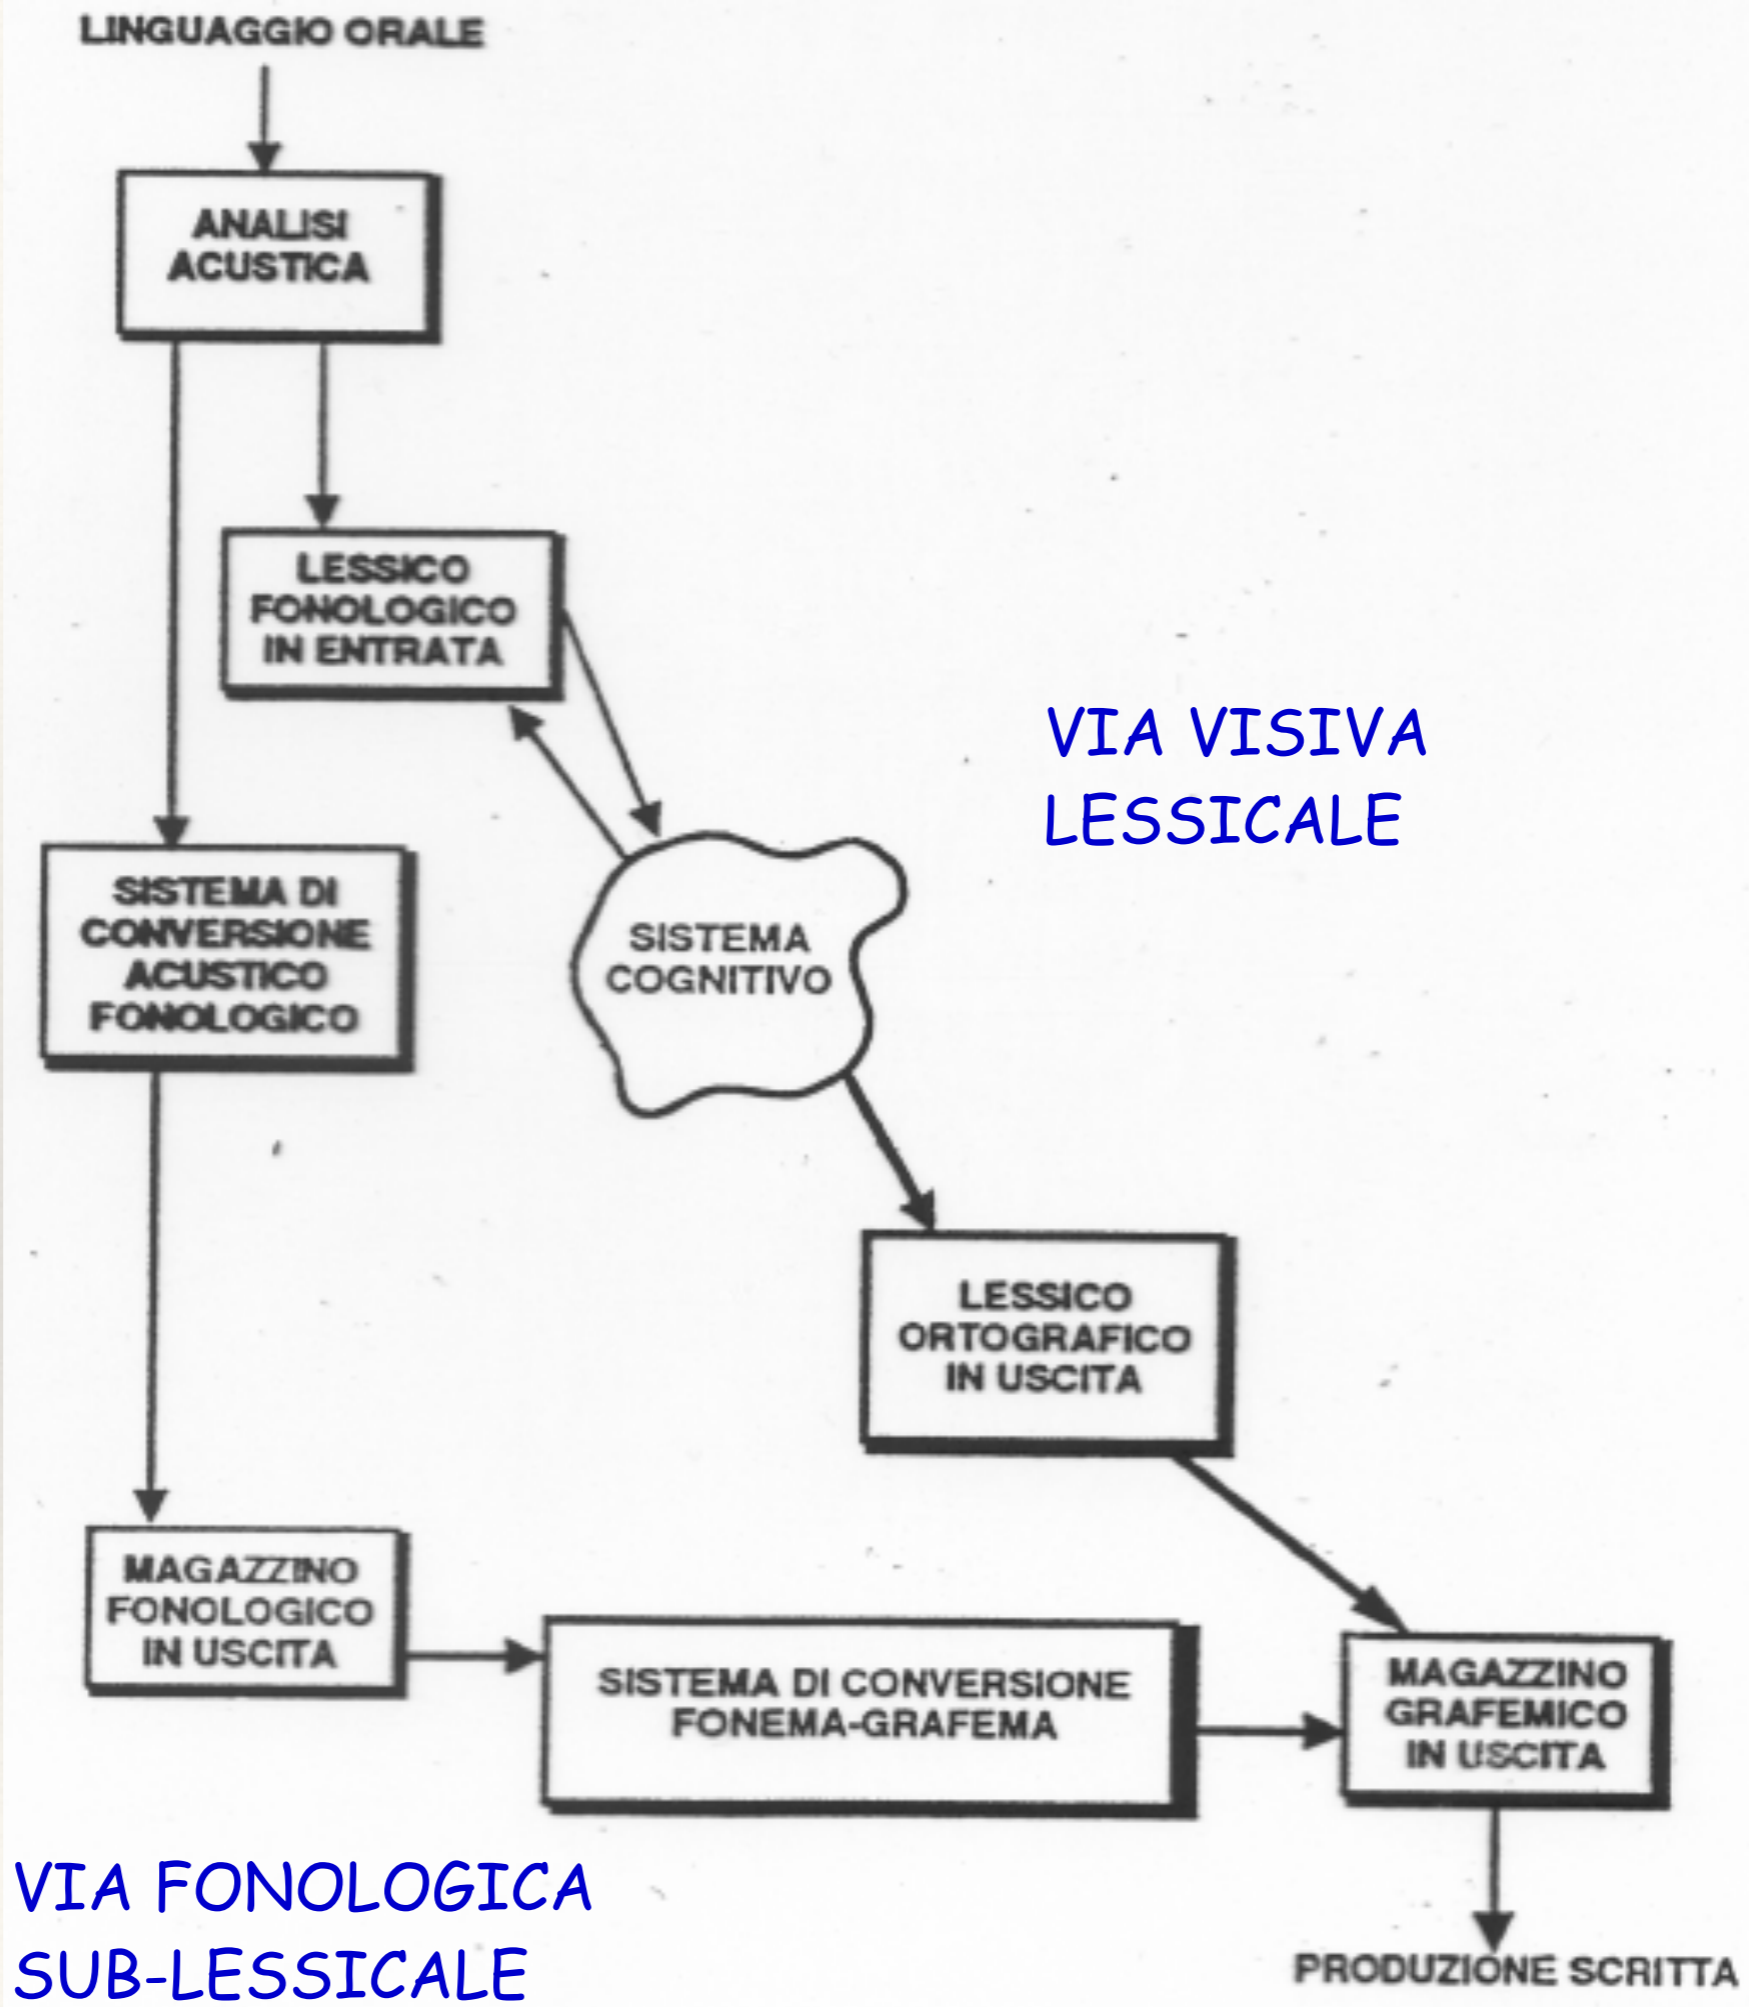 LINGUAGGIO ORALE
ANALISI
ACUSTICA
LESSICO
FONOLOGICO
IN ENTRATA
VIA VISIVA
LESSICALE
SISTEMA DI
CONVERSIONE
ACUSTICO
FONOLOGICO
SISTEMA
COGNITIVO
LESSICO
ORTOGRAFICO
IN USCITA
MAGAZZINO
FONOLOGICO
IN USCITA
SISTEMA DI CONVERSIONE
FONEMA-GRAFEMA
MAGAZZINO
GRAFEMICO
IN USCITA
VIA FONOLOGICA
SUB-LESSICALE
PRODUZIONE SCRITTA